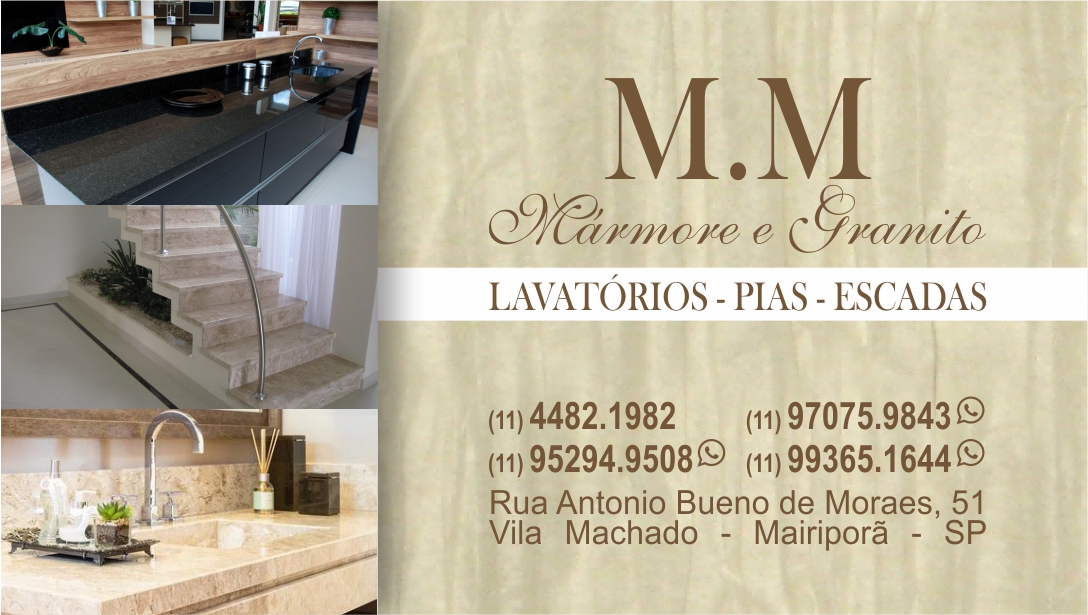 M.M
Mármore e Granito
LAVATÓRIOS - PIAS - ESCADAS
(11) 4482.1982 (11) 97075.9843
(11) 95294.9508 (11) 99365.1644
Rua Antonio Bueno de Moraes, 51
Vila Machado - Mairiporã - SP